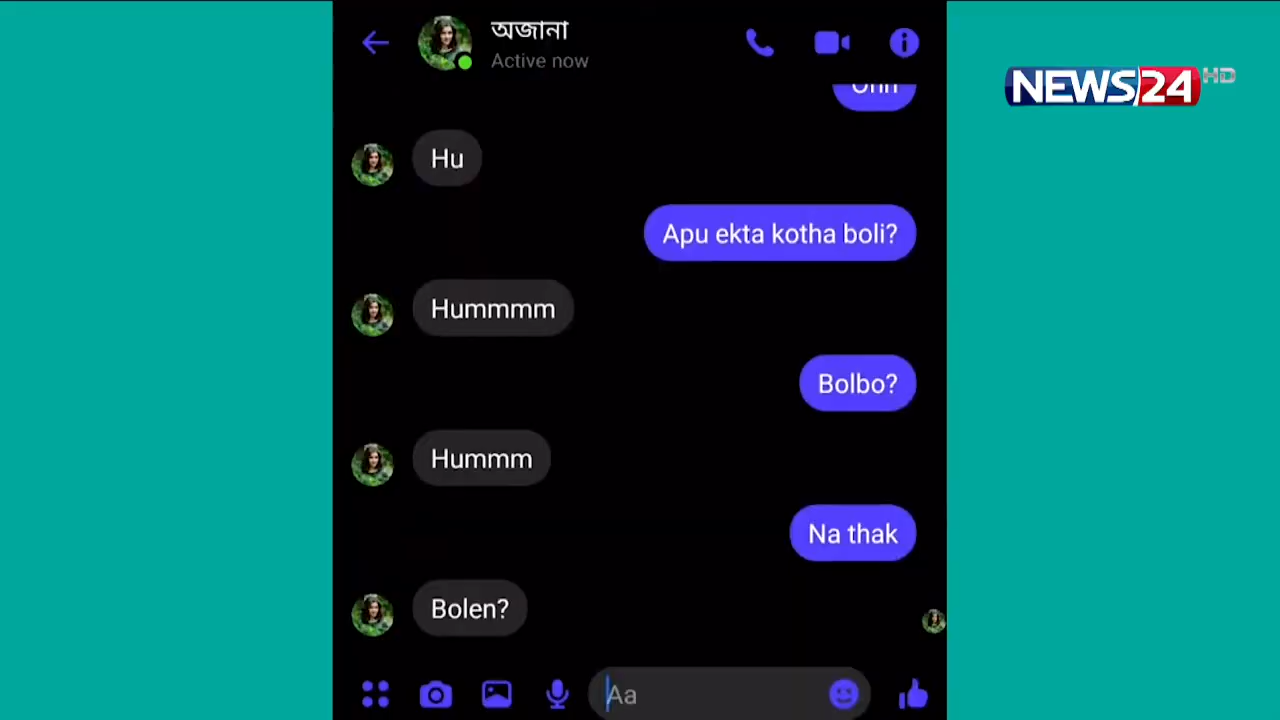 অজানা
Active now
NEWS24 HD
Hu
Apu ekta kotha boli?
Hummmm
Bolbo?
Hummm
Na thak
Bolen?
Aa